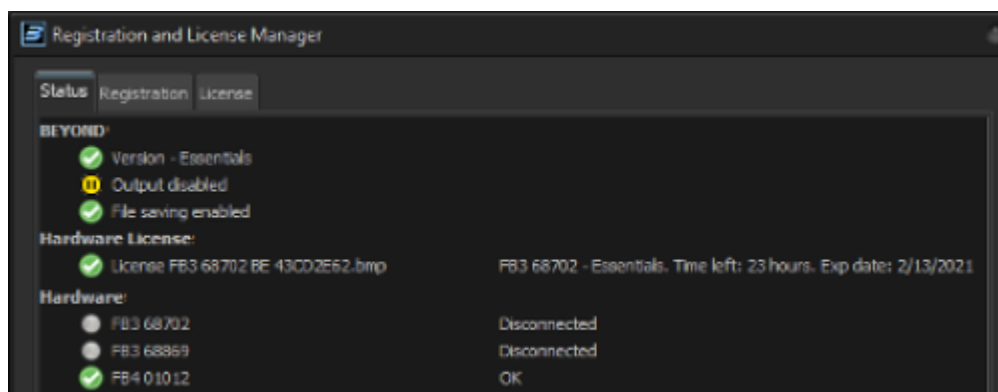 Registration and License Manager
Status Registration License
BEYOND:
Version - Essentials
Output disabled
File saving enabled
Hardware License:
License FB3 68702 BE 43CD2E62.bmp FB3 68702 - Essentials. Time left: 23 hours. Exp date: 2/13/2021
Hardware:
FB3 68702 Disconnected
FB3 68869 Disconnected
FB4 01012 OK